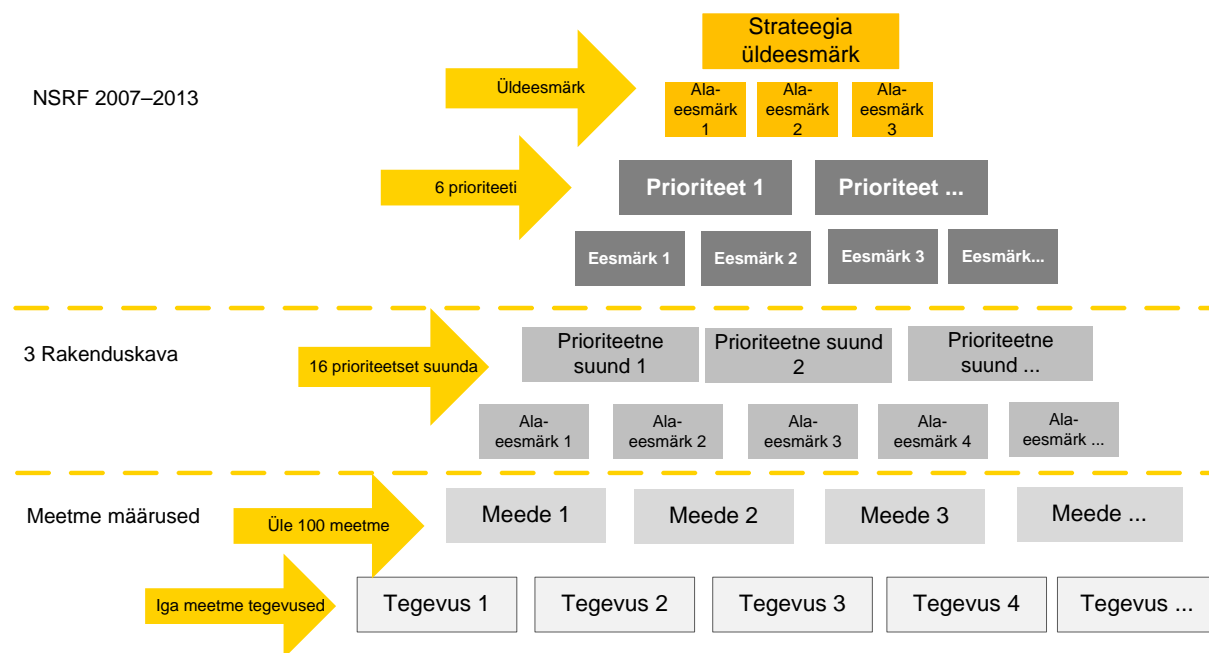 Strateegia
üldeesmärk
Üldeesmärk
NSRF 2007–2013
Ala-
eesmärk
1
Ala-
eesmärk
2
Ala-
eesmärk
3
6 prioriteeti
Prioriteet 1
Prioriteet ...
Eesmärk 1
Eesmärk 2
Eesmärk 3
Eesmärk...
3 Rakenduskava
16 prioriteetset suunda
Prioriteetne
suund 1
Prioriteetne suund
2
Prioriteetne
suund ...
Ala-
eesmärk 1
Ala-
eesmärk 2
Ala-
eesmärk 3
Ala-
eesmärk 4
Ala-
eesmärk ...
Meetme määrused
Üle 100 meetme
Meede 1
Meede 2
Meede 3
Meede ...
Iga meetme tegevused
Tegevus 1
Tegevus 2
Tegevus 3
Tegevus 4
Tegevus ...